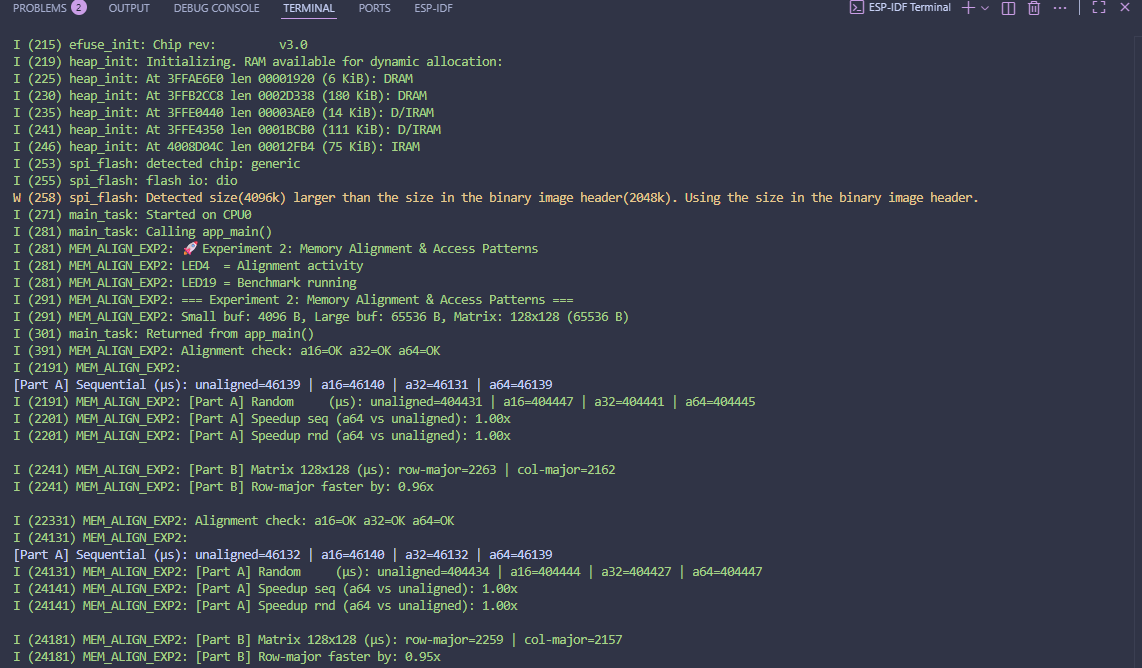 PROBLEMS 2 OUTPUT DEBUG CONSOLE TERMINAL PORTS ESP-IDF ESP-IDF Terminal
I (215) efuse_init: Chip rev:         v3.0
I (219) heap_init: Initializing. RAM available for dynamic allocation:
I (225) heap_init: At 3FFAE6E0 len 00001920 (6 KiB): DRAM
I (230) heap_init: At 3FFB2CC8 len 0002D338 (180 KiB): DRAM
I (235) heap_init: At 3FFE0440 len 00003AE0 (14 KiB): D/IRAM
I (241) heap_init: At 3FFE4350 len 0001BCB0 (111 KiB): D/IRAM
I (246) heap_init: At 4008D04C len 00012FB4 (75 KiB): IRAM
I (253) spi_flash: detected chip: generic
I (255) spi_flash: flash io: dio
W (258) spi_flash: Detected size(4096k) larger than the size in the binary image header(2048k). Using the size in the binary image header.
I (271) main_task: Started on CPU0
I (281) main_task: Calling app_main()
I (281) MEM_ALIGN_EXP2: 🚀 Experiment 2: Memory Alignment & Access Patterns
I (281) MEM_ALIGN_EXP2: LED4  = Alignment activity
I (281) MEM_ALIGN_EXP2: LED19 = Benchmark running
I (291) MEM_ALIGN_EXP2: === Experiment 2: Memory Alignment & Access Patterns ===
I (291) MEM_ALIGN_EXP2: Small buf: 4096 B, Large buf: 65536 B, Matrix: 128x128 (65536 B)
I (301) main_task: Returned from app_main()
I (391) MEM_ALIGN_EXP2: Alignment check: a16=OK a32=OK a64=OK
I (2191) MEM_ALIGN_EXP2:
[Part A] Sequential (µs): unaligned=46139 | a16=46140 | a32=46131 | a64=46139
I (2191) MEM_ALIGN_EXP2: [Part A] Random     (µs): unaligned=404431 | a16=404447 | a32=404441 | a64=404445
I (2201) MEM_ALIGN_EXP2: [Part A] Speedup seq (a64 vs unaligned): 1.00x
I (2201) MEM_ALIGN_EXP2: [Part A] Speedup rnd (a64 vs unaligned): 1.00x
I (2241) MEM_ALIGN_EXP2: [Part B] Matrix 128x128 (µs): row-major=2263 | col-major=2162
I (2241) MEM_ALIGN_EXP2: [Part B] Row-major faster by: 0.96x
I (22331) MEM_ALIGN_EXP2: Alignment check: a16=OK a32=OK a64=OK
I (24131) MEM_ALIGN_EXP2:
[Part A] Sequential (µs): unaligned=46132 | a16=46140 | a32=46132 | a64=46139
I (24131) MEM_ALIGN_EXP2: [Part A] Random     (µs): unaligned=404434 | a16=404444 | a32=404427 | a64=404447
I (24141) MEM_ALIGN_EXP2: [Part A] Speedup seq (a64 vs unaligned): 1.00x
I (24141) MEM_ALIGN_EXP2: [Part A] Speedup rnd (a64 vs unaligned): 1.00x
I (24181) MEM_ALIGN_EXP2: [Part B] Matrix 128x128 (µs): row-major=2259 | col-major=2157
I (24181) MEM_ALIGN_EXP2: [Part B] Row-major faster by: 0.95x